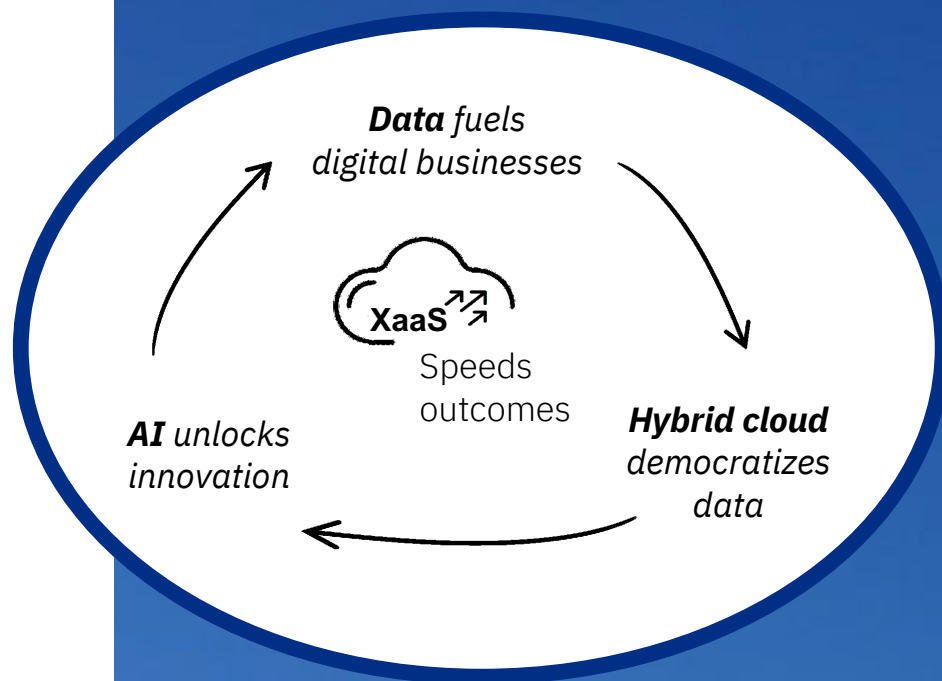 Data fuels
digital businesses
XaaS
Speeds
outcomes
AI unlocks
innovation
Hybrid cloud
democratizes
data